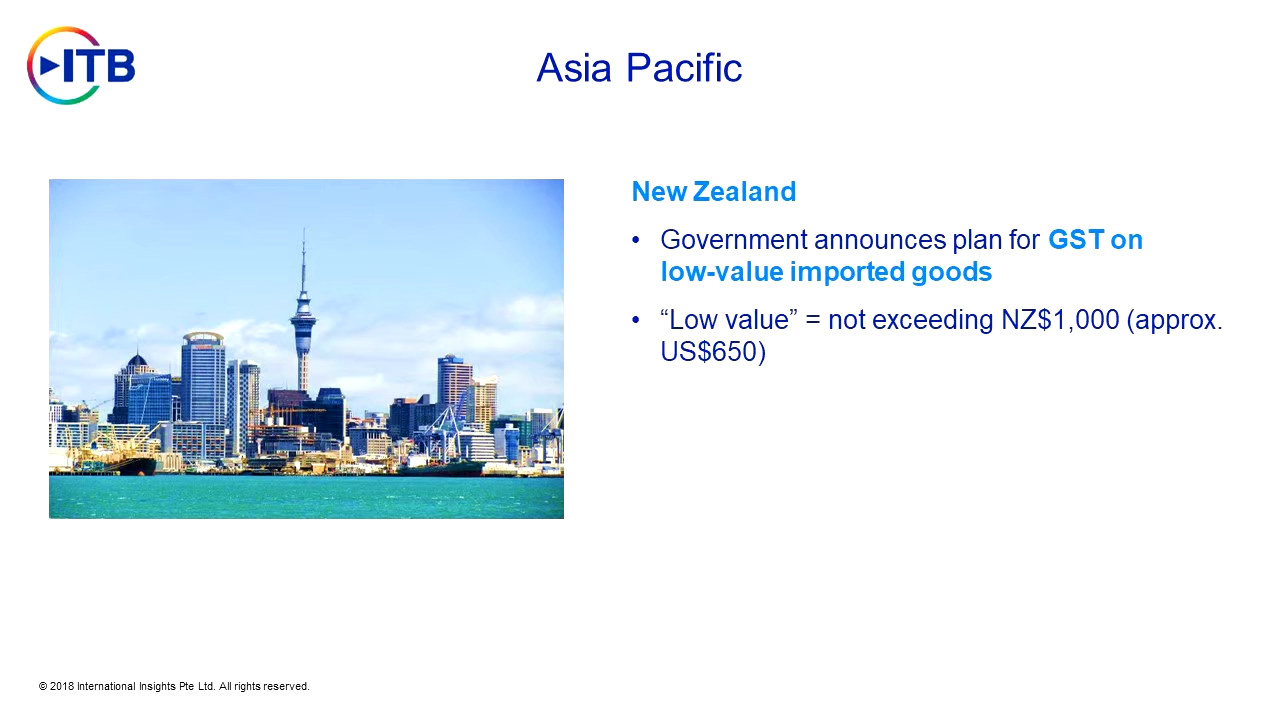 ITB
Asia Pacific
New Zealand
• Government announces plan for GST on
low-value imported goods
• “Low value” = not exceeding NZ$1,000 (approx.
US$650)
© 2018 International Insights Pte Ltd. All rights reserved.